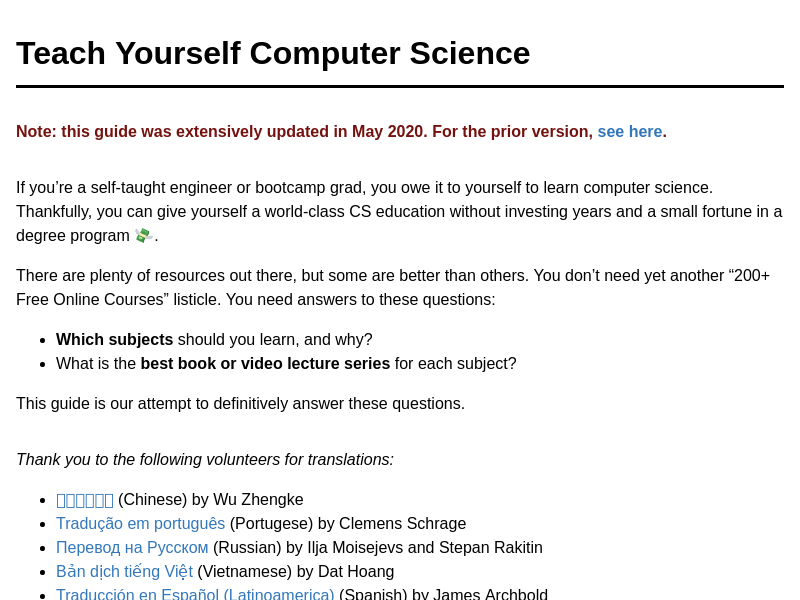 Teach Yourself Computer Science
Note: this guide was extensively updated in May 2020. For the prior version, see here.
If you’re a self-taught engineer or bootcamp grad, you owe it to yourself to learn computer science.
Thankfully, you can give yourself a world-class CS education without investing years and a small fortune in a
degree program 💸.
There are plenty of resources out there, but some are better than others. You don’t need yet another “200+
Free Online Courses” listicle. You need answers to these questions:
Which subjects should you learn, and why?
What is the best book or video lecture series for each subject?
This guide is our attempt to definitively answer these questions.
Thank you to the following volunteers for translations:
(Chinese) by Wu Zhengke
Tradução em português (Portugese) by Clemens Schrage
Перевод на Русском (Russian) by Ilja Moisejevs and Stepan Rakitin
Bản dịch tiếng Việt (Vietnamese) by Dat Hoang
Traducción en Español (Latinoamerica) (Spanish) by James Archbold